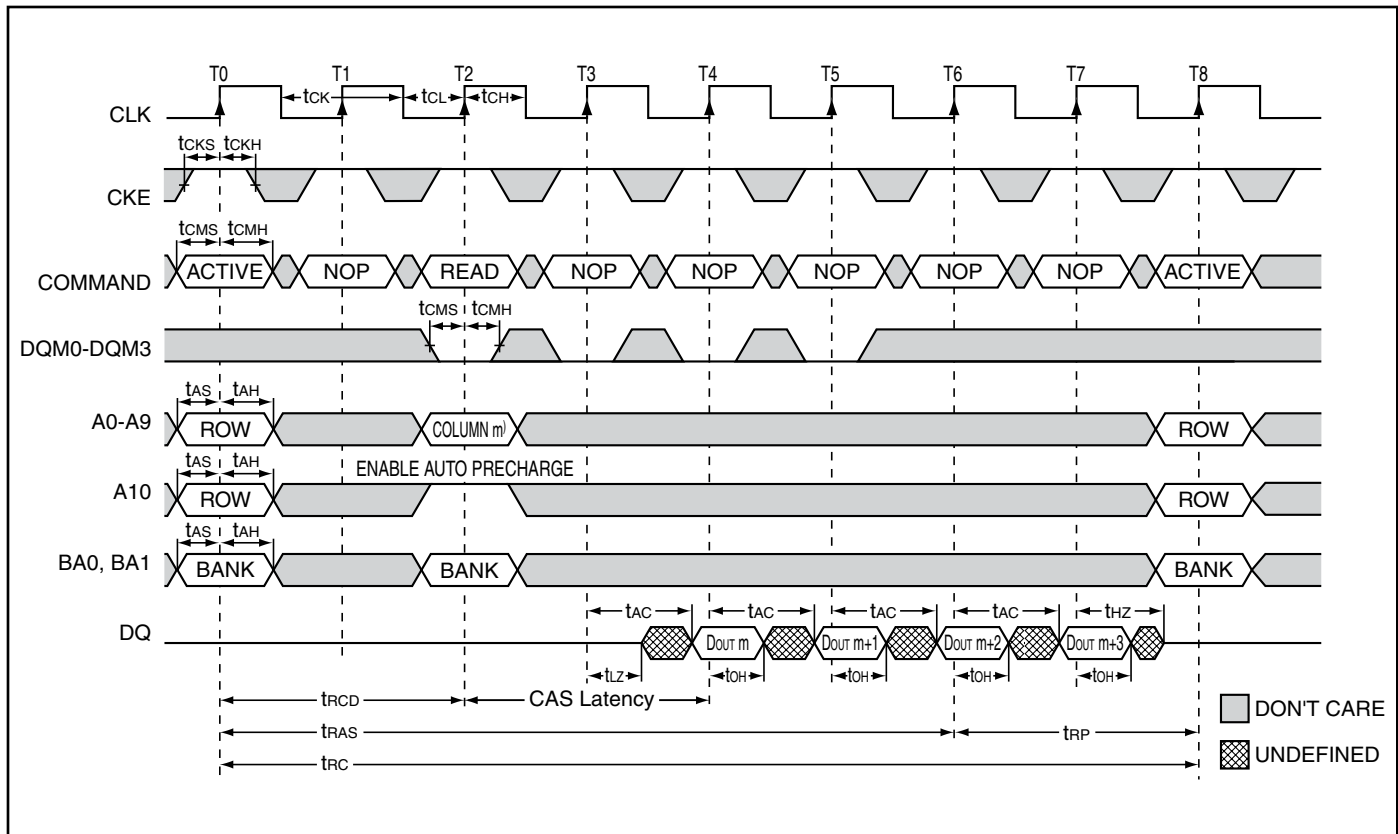 T0 T1 T2 T3 T4 T5 T6 T7 T8
CLK tCK tCL tCH
tCKS tCKH
CKE
tCMS tCMH
COMMAND ACTIVE NOP READ NOP NOP NOP NOP NOP ACTIVE
tCMS tCMH
DQM0-DQM3
tAS tAH
A0-A9 ROW COLUMN m) ROW
tAS tAH ENABLE AUTO PRECHARGE
A10 ROW ROW
tAS tAH
BA0, BA1 BANK BANK BANK
tAC tAC tAC tAC tHZ
DQ DOUT m DOUT m+1 DOUT m+2 DOUT m+3
tLZ tOH tOH tOH tOH
tRCD CAS Latency
DON'T CARE
tRAS tRP
UNDEFINED
tRC